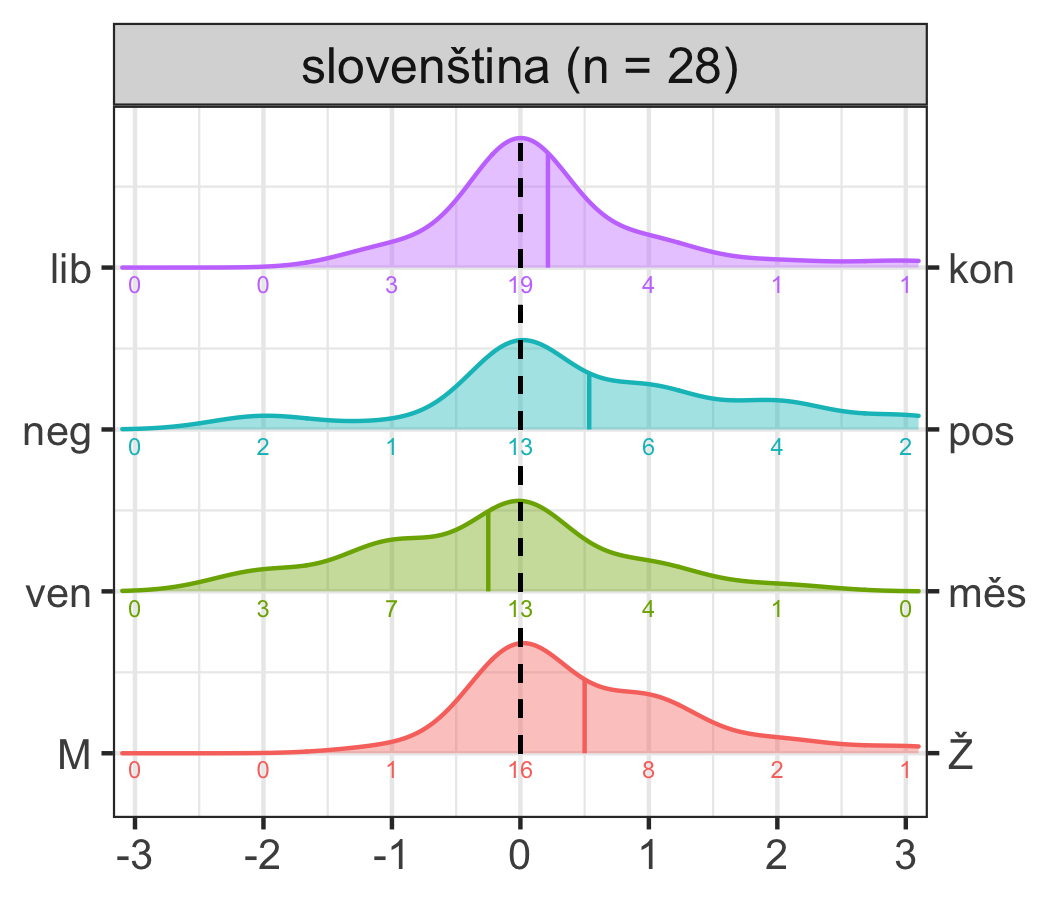 slovenština (n = 28)
lib kon
0 0 3 19 4 1 1
neg pos
0 2 1 13 6 4 2
ven měs
0 3 7 13 4 1 0
M Ž
0 0 1 16 8 2 1
-3 -2 -1 0 1 2 3